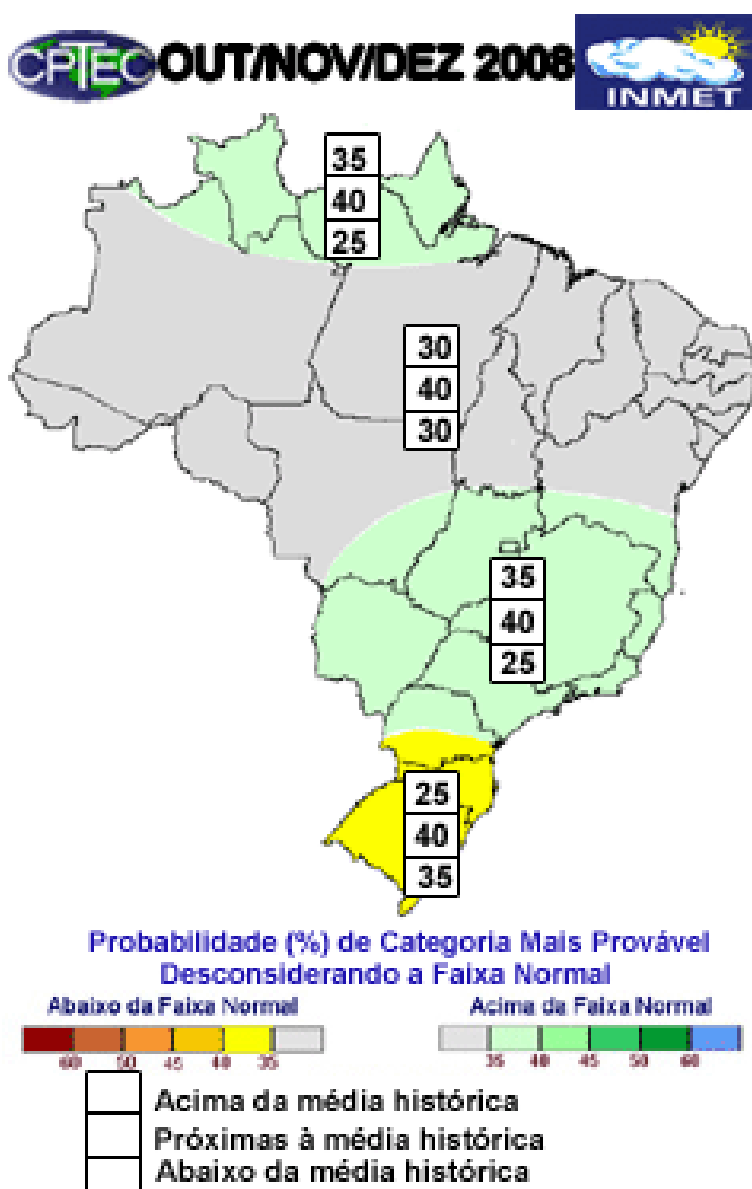 CPTEC OUT/NOV/DEZ 2008
INMET
35
40
25
30
40
30
35
40
25
25
40
35
Probabilidade (%) de Categoria Mais Provável
Desconsiderando a Faixa Normal
Abaixo da Faixa Normal
Acima da Faixa Normal
60 50 45 40 35
35 40 45 50 60
Acima da média histórica
Próximas à média histórica
Abaixo da média histórica